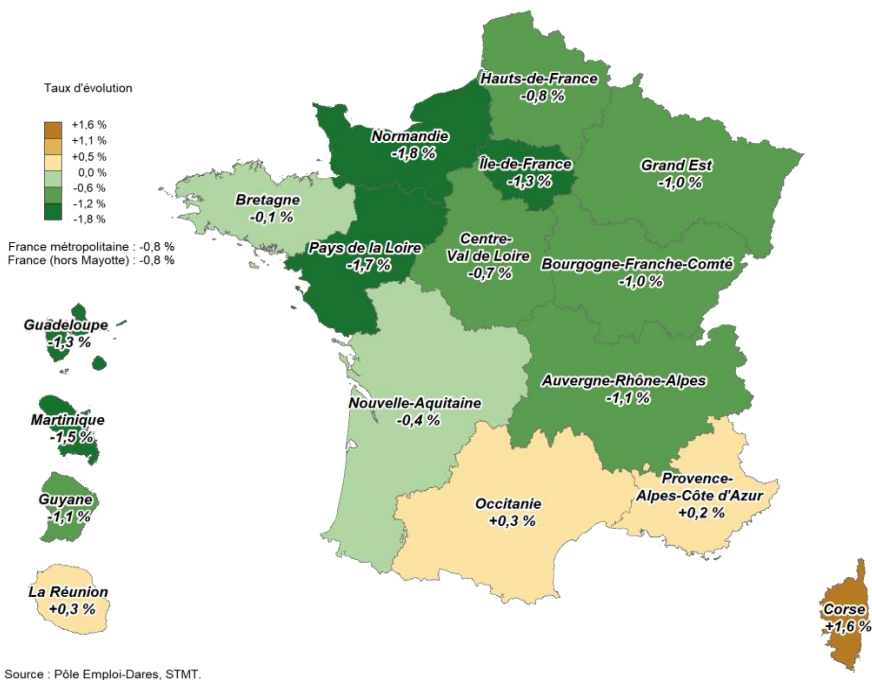 Taux d'évolution
+1,6 %
+1,1 %
+0,5 %
0,0 %
-0,6 %
-1,2 %
-1,8 %
France métropolitaine : -0,8 %
France (hors Mayotte) : -0,8 %
Hauts-de-France
-0,8 %
Normandie
-1,8 %
Île-de-France
-1,3 %
Grand Est
-1,0 %
Bretagne
-0,1 %
Pays de la Loire
-1,7 %
Centre-
Val de Loire
-0,7 %
Bourgogne-Franche-Comté
-1,0 %
Guadeloupe
-1,3 %
Auvergne-Rhône-Alpes
-1,1 %
Nouvelle-Aquitaine
-0,4 %
Martinique
-1,5 %
Guyane
-1,1 %
Occitanie
+0,3 %
Provence-
Alpes-Côte d'Azur
+0,2 %
La Réunion
+0,3 %
Corse
+1,6 %
Source : Pôle Emploi-Dares, STMT.